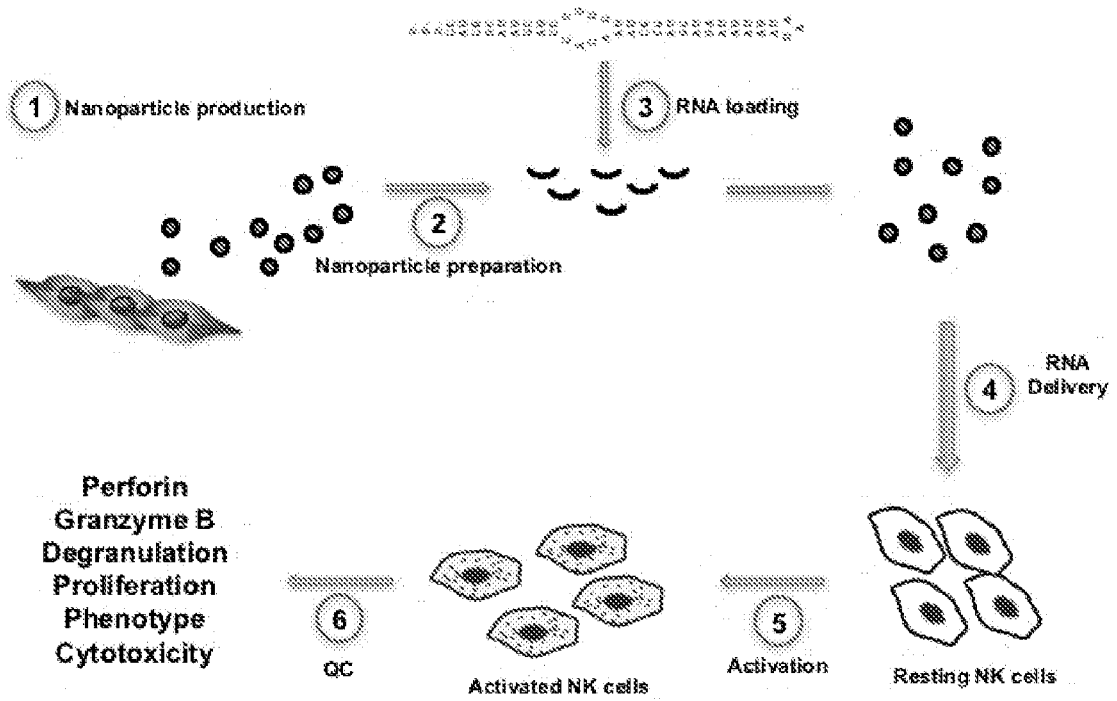 1 Nanoparticle production
3 RNA loading
2
Nanoparticle preparation
4 RNA
Delivery
Perforin
Granzyme B
Degranulation
Proliferation
Phenotype
Cytotoxicity
6
QC
Activated NK cells
5
Activation
Resting NK cells